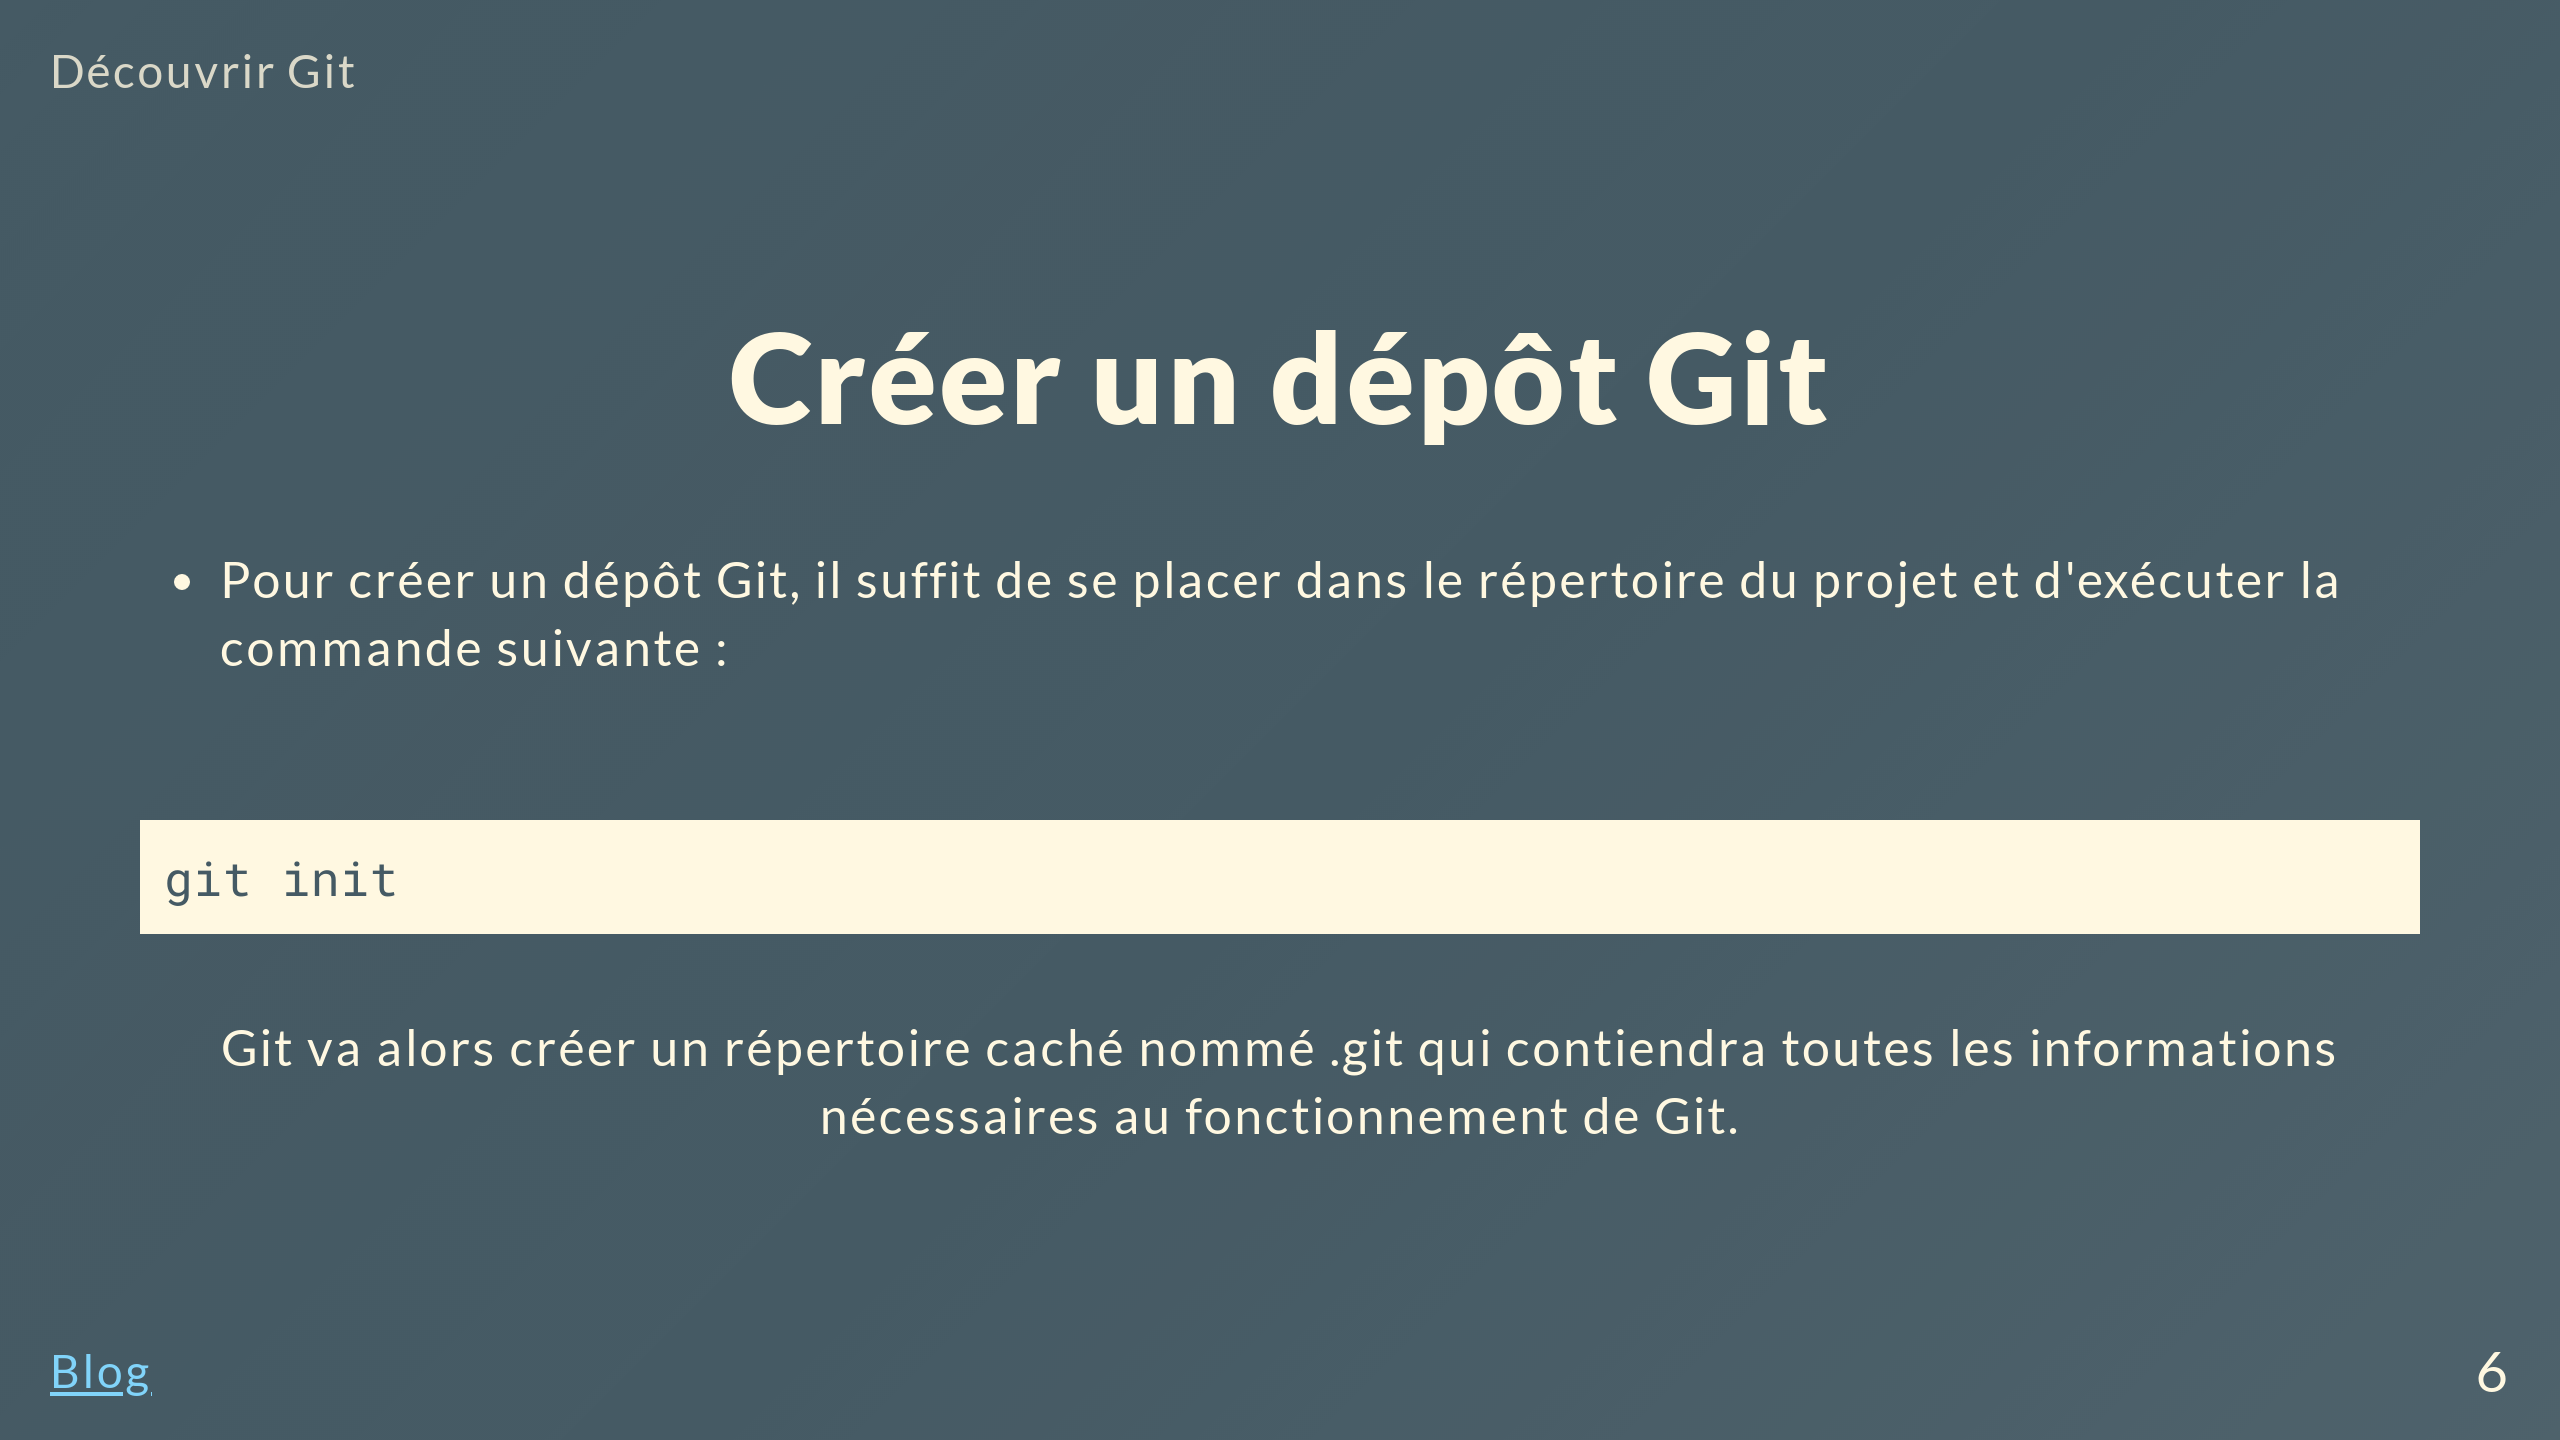 Découvrir Git
Créer un dépôt Git
• Pour créer un dépôt Git, il suffit de se placer dans le répertoire du projet et d'exécuter la
commande suivante :
git init
Git va alors créer un répertoire caché nommé .git qui contiendra toutes les informations
nécessaires au fonctionnement de Git.
Blog
6